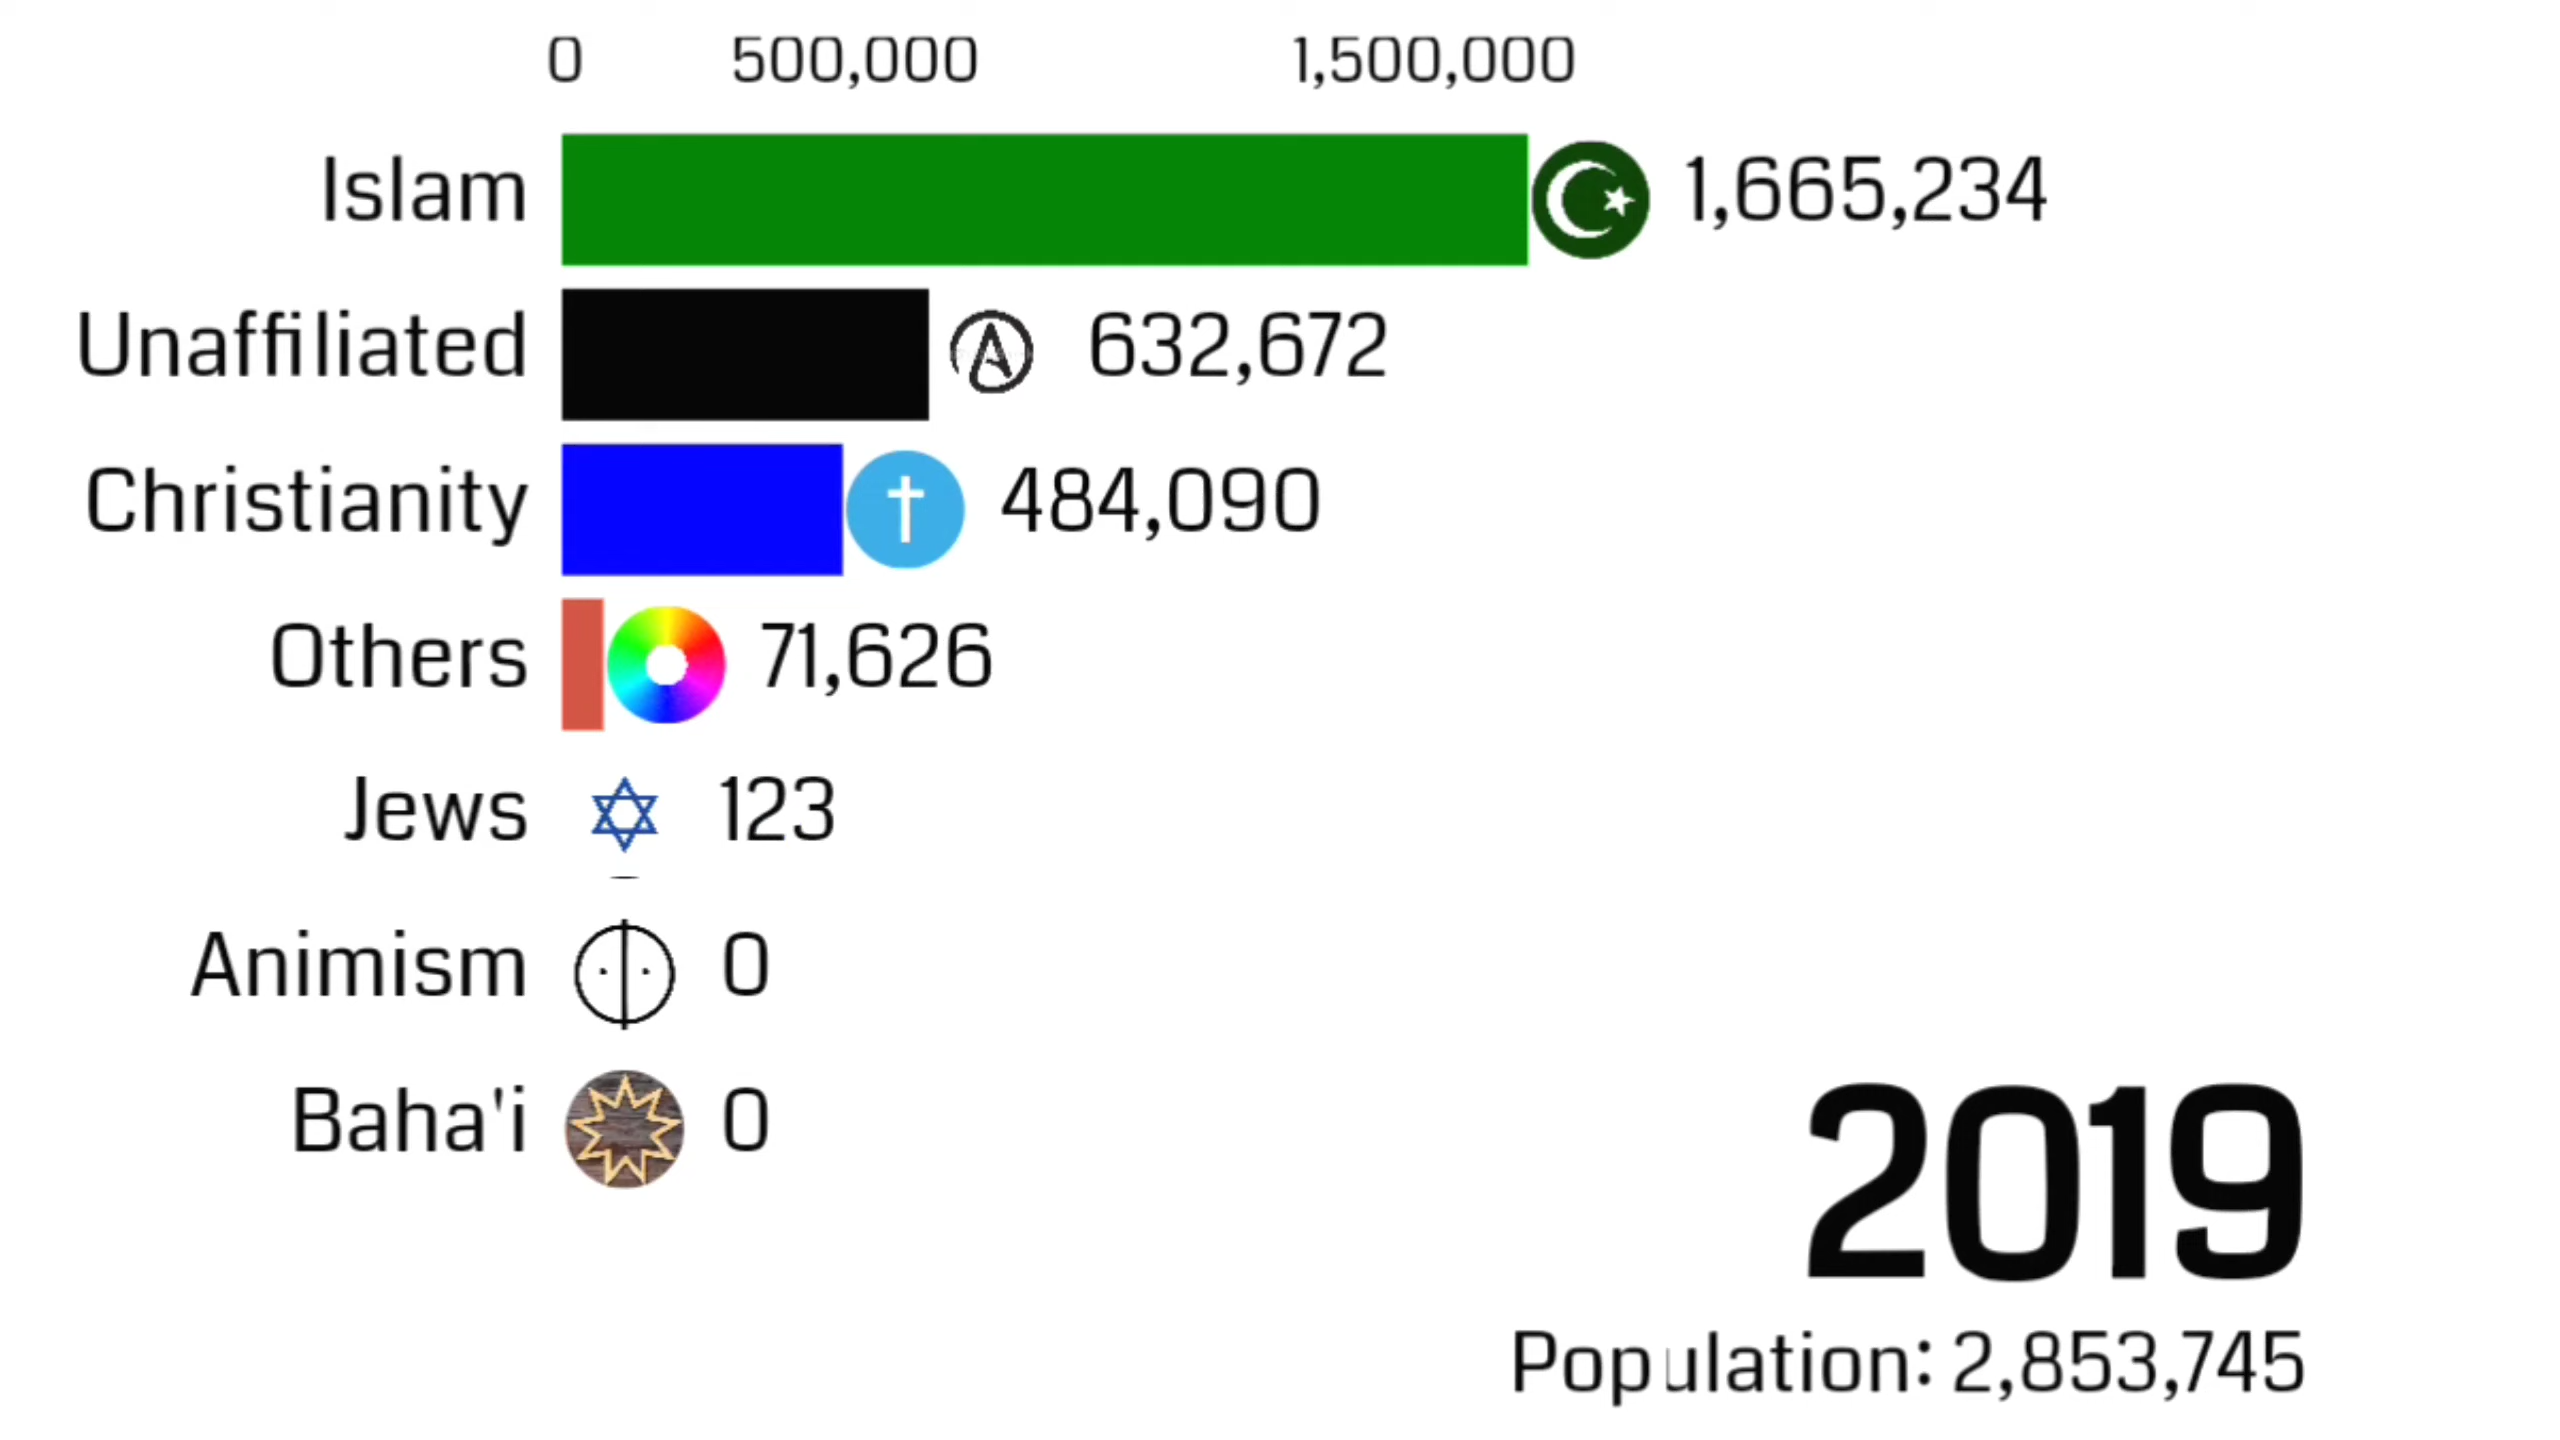 0 500,000 1,500,000
Islam 1,665,234
Unaffiliated 632,672
Christianity 484,090
Others 71,626
Jews 123
Animism 0
Baha'i 0
2019
Population: 2,853,745